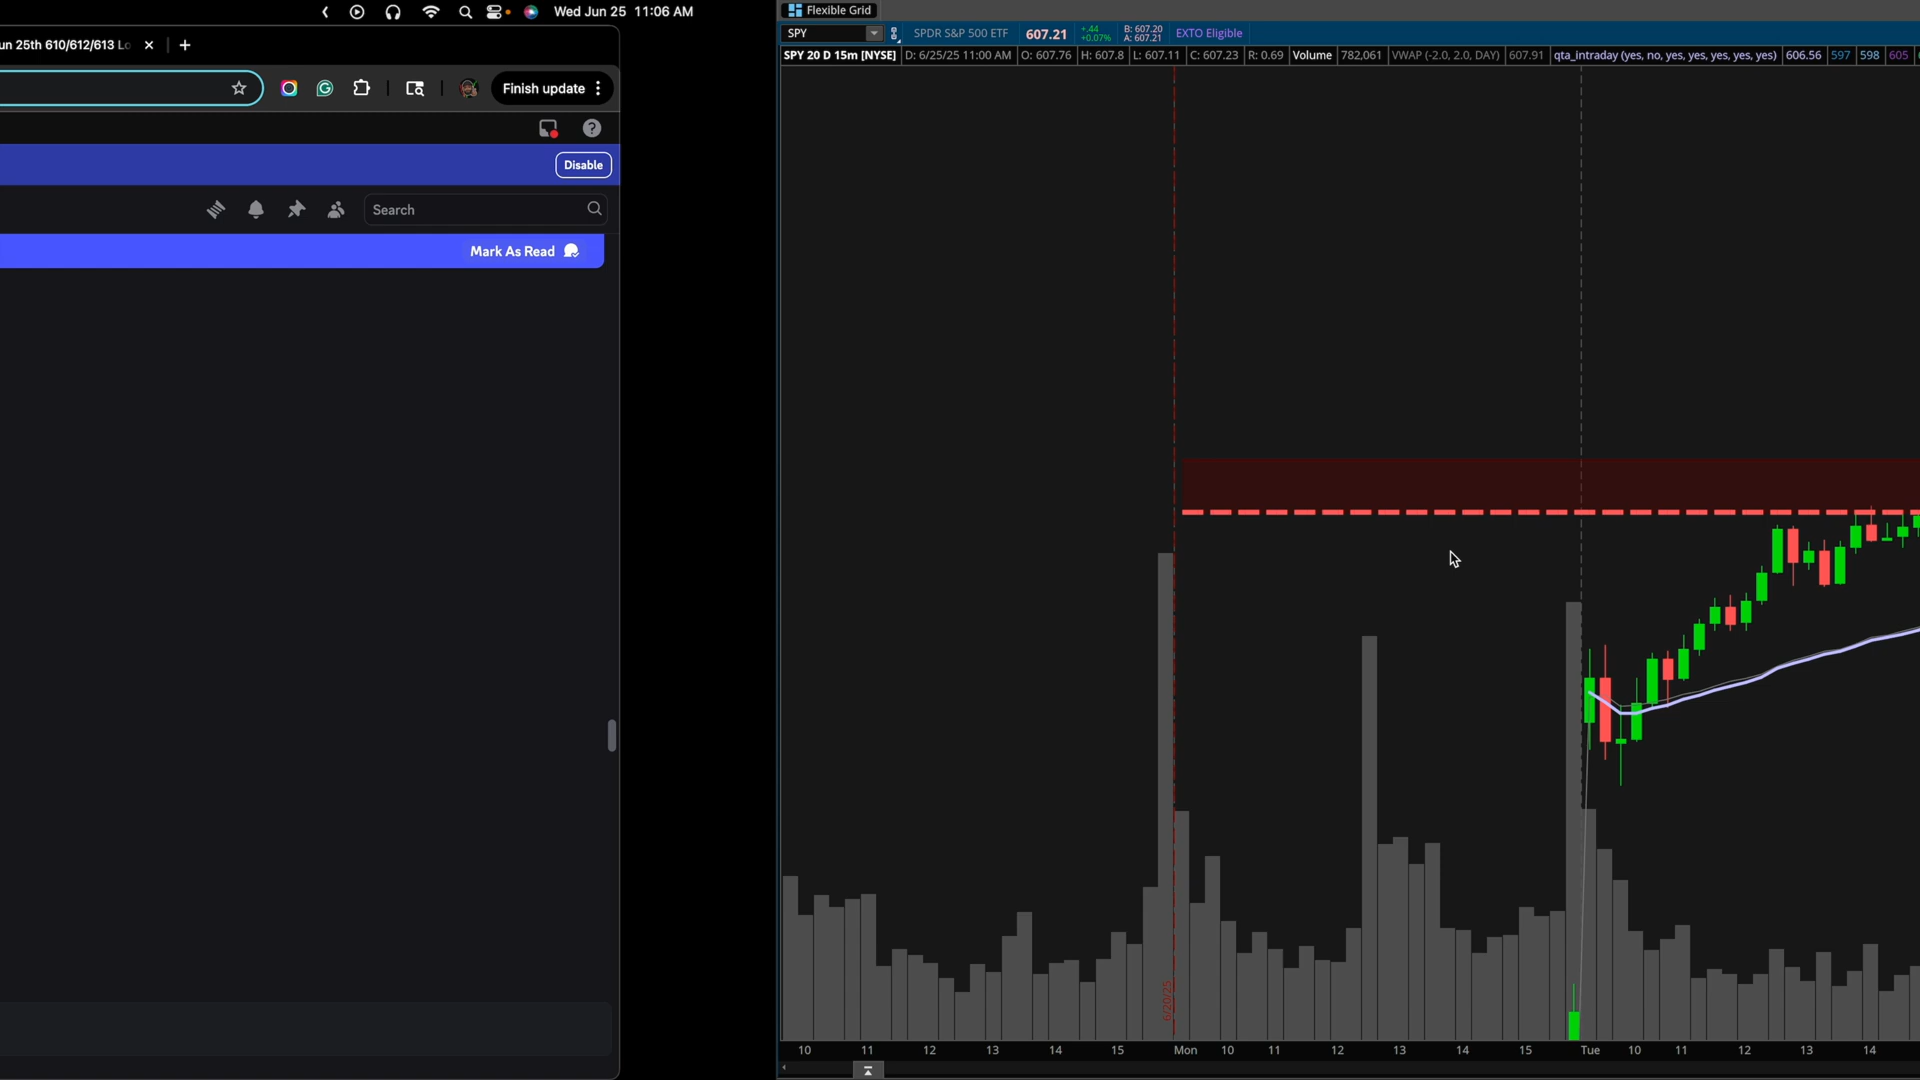 Wed Jun 25 11:06 AM
un 25th 610/612/613 Lo
Finish update
Disable
Search
Mark As Read
Flexible Grid
SPY
SPDR S&P 500 ETF
607.21
+.44
+0.07%
B: 607.20
A: 607.21
EXTO Eligible
SPY 20 D 15m [NYSE] D: 6/25/25 11:00 AM O: 607.76 H: 607.8 L: 607.11 C: 607.23 R: 0.69 Volume 782,061 VWAP (-2.0, 2.0, DAY) 607.91 qta_intraday (yes, no, yes, yes, yes, yes, yes) 606.56 597 598 605
6/20/25
10 11 12 13 14 15 Mon 10 11 12 13 14 15 Tue 10 11 12 13 14